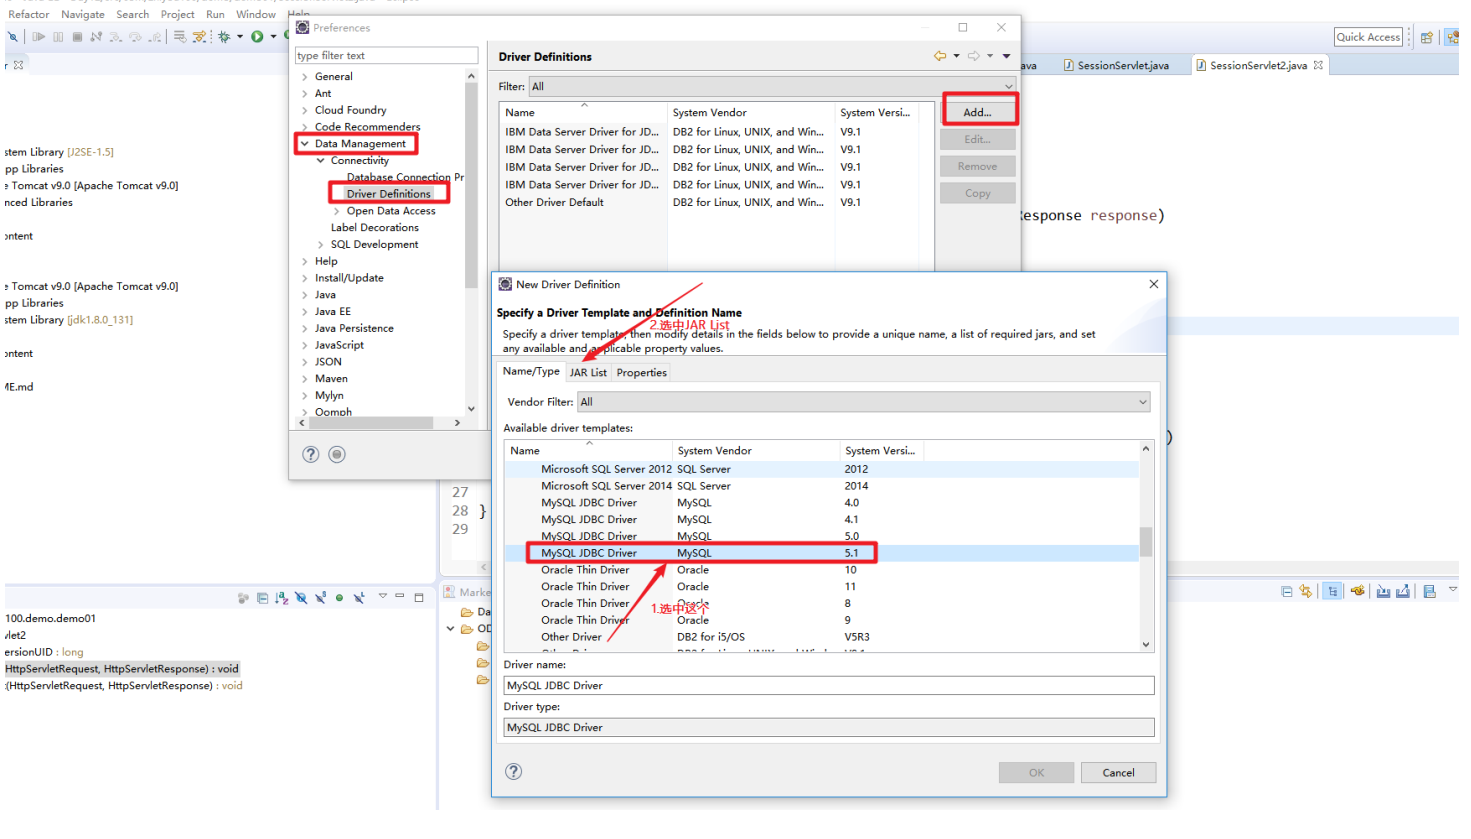 Refactor Navigate Search Project Run Window Help
Quick Access
Preferences
type filter text
General
Ant
Cloud Foundry
Code Recommenders
Data Management
Connectivity
Database Connection Pr
Driver Definitions
Open Data Access
Label Decorations
SQL Development
Help
Install/Update
Java
Java EE
Java Persistence
JavaScript
JSON
Maven
Mylyn
Oomph
Driver Definitions
Filter: All
Name System Vendor System Versi...
IBM Data Server Driver for JD... DB2 for Linux, UNIX, and Win... V9.1
IBM Data Server Driver for JD... DB2 for Linux, UNIX, and Win... V9.1
IBM Data Server Driver for JD... DB2 for Linux, UNIX, and Win... V9.1
IBM Data Server Driver for JD... DB2 for Linux, UNIX, and Win... V9.1
Other Driver Default DB2 for Linux, UNIX, and Win... V9.1
Add...
Edit...
Remove
Copy
ava SessionServlet.java SessionServlet2.java
Response response)
)
stem Library [J2SE-1.5]
pp Libraries
e Tomcat v9.0 [Apache Tomcat v9.0]
nced Libraries
ontent
e Tomcat v9.0 [Apache Tomcat v9.0]
pp Libraries
stem Library [jdk1.8.0_131]
ontent
ME.md
27
28 }
29
New Driver Definition
Specify a Driver Template and Definition Name
2.选中JAR List
Specify a driver template, then modify details in the fields below to provide a unique name, a list of required jars, and set
any available and applicable property values.
Name/Type JAR List Properties
Vendor Filter: All
Available driver templates:
Name System Vendor System Versi...
Microsoft SQL Server 2012 SQL Server 2012
Microsoft SQL Server 2014 SQL Server 2014
MySQL JDBC Driver MySQL 4.0
MySQL JDBC Driver MySQL 4.1
MySQL JDBC Driver MySQL 5.0
MySQL JDBC Driver MySQL 5.1
Oracle Thin Driver Oracle 10
Oracle Thin Driver Oracle 11
Oracle Thin Driver Oracle 8
1.选中这个
Oracle Thin Driver Oracle 9
Other Driver DB2 for i5/OS V5R3
Driver name:
MySQL JDBC Driver
Driver type:
MySQL JDBC Driver
OK Cancel
Marke
Da
OD
100.demo.demo01
vlet2
ersionUID : long
HttpServletRequest, HttpServletResponse) : void
(HttpServletRequest, HttpServletResponse) : void